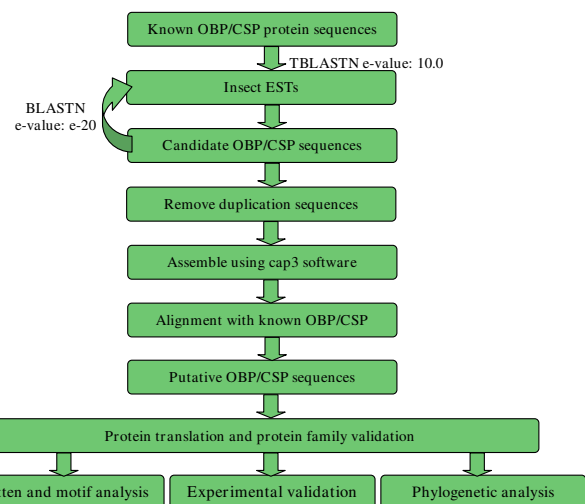 Known OBP/CSP protein sequences
TBLASTN e-value: 10.0
Insect ESTs
BLASTN
e-value: e-20
Candidate OBP/CSP sequences
Remove duplication sequences
Assemble using cap3 software
Alignment with known OBP/CSP
Putative OBP/CSP sequences
Protein translation and protein family validation
and motif analysis
Experimental validation
Phylogenetic analysis